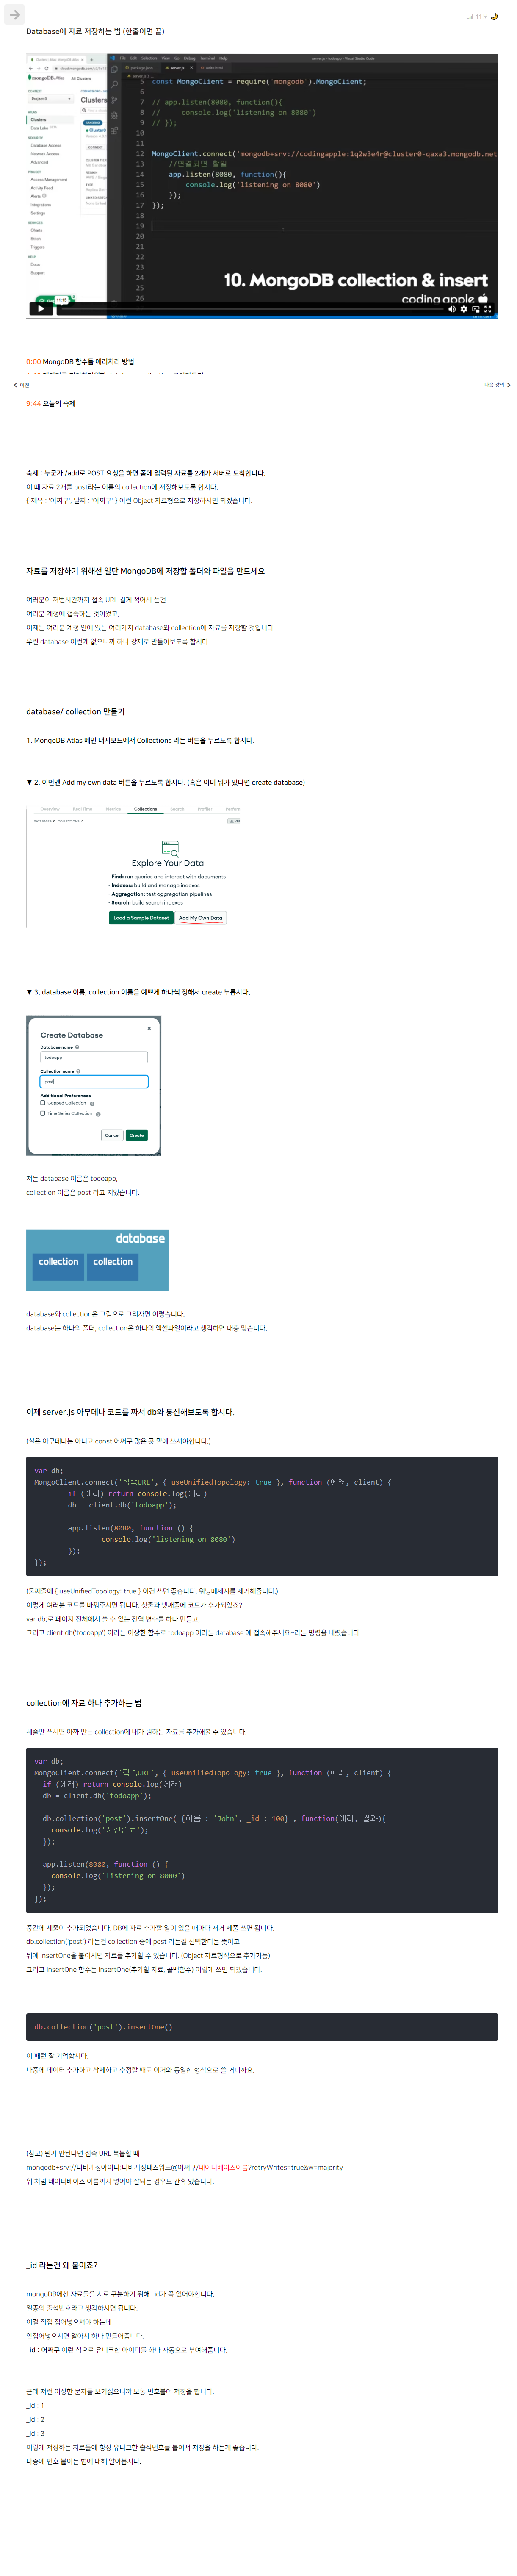 11분
Database에 자료 저장하는 법 (한줄이면 끝)
File Edit Selection View Go Debug Terminal Help
All Clusters
Project 0
Clusters
Data Lake
SECURITY
Database Access
Network Access
Advanced
PROJECT
Access Management
Activity Feed
Alerts
Integrations
Settings
SERVICES
Charts
Stitch
Triggers
HELP
Docs
Support
Clusters
CONNECT
5 const MongoClient = require('mongodb').MongoClient;
6
7 // app.listen(8080, function(){
8 // console.log('listening on 8080')
9 // });
10
11
12 MongoClient.connect('mongodb+srv://codingapple:1q2w3e4r@cluster0-qaxa3.mongodb.net
13 //연결되면 할일
14 app.listen(8080, function(){
15 console.log('listening on 8080')
16 });
17 });
18
19
20
21
22
23
24
25
26
10. MongoDB collection & insert
coding apple
0:00 MongoDB 함수들 에러처리 방법
이전
다음 강의
9:44 오늘의 숙제
숙제 : 누군가 /add로 POST 요청을 하면 폼에 입력된 자료를 2개가 서버로 도착합니다.
이 때 자료 2개를 post라는 이름의 collection에 저장해보도록 합시다.
{ 제목 : '어쩌구', 날짜 : '어쩌구' } 이런 Object 자료형으로 저장하시면 되겠습니다.
자료를 저장하기 위해선 일단 MongoDB에 저장할 폴더와 파일을 만드세요
여러분이 저번시간까지 접속 URL 길게 적어서 쓴건
여러분 계정에 접속하는 것이었고,
이제는 여러분 계정 안에 있는 여러가지 database와 collection에 자료를 저장할 것입니다.
우린 database 이런게 없으니까 하나 강제로 만들어보도록 합시다.
database/ collection 만들기
1. MongoDB Atlas 메인 대시보드에서 Collections 라는 버튼을 누르도록 합시다.
▼ 2. 이번엔 Add my own data 버튼을 누르도록 합시다. (혹은 이미 뭐가 있다면 create database)
Overview Real Time Metrics Collections Search Profiler Perform
DATABASES: 0 COLLECTIONS: 0
Explore Your Data
· Find: run queries and interact with documents
· Indexes: build and manage indexes
· Aggregation: test aggregation pipelines
· Search: build search indexes
Load a Sample Dataset Add My Own Data
▼ 3. database 이름, collection 이름을 예쁘게 하나씩 정해서 create 누릅시다.
Create Database
Database name
todoapp
Collection name
post
Additional Preferences
Capped Collection
Time Series Collection
Cancel Create
저는 database 이름은 todoapp,
collection 이름은 post 라고 지었습니다.
database
collection collection
database와 collection은 그림으로 그리자면 이렇습니다.
database는 하나의 폴더, collection은 하나의 엑셀파일이라고 생각하면 대충 맞습니다.
이제 server.js 아무데나 코드를 짜서 db와 통신해보도록 합시다.
(실은 아무데나는 아니고 const 어쩌구 많은 곳 밑에 쓰셔야합니다.)
var db;
MongoClient.connect('접속URL', { useUnifiedTopology: true }, function (에러, client) {
if (에러) return console.log(에러)
db = client.db('todoapp');
app.listen(8080, function () {
console.log('listening on 8080')
});
});
(둘째줄에 { useUnifiedTopology: true } 이건 쓰면 좋습니다. 워닝메세지를 제거해줍니다.)
이렇게 여러분 코드를 바꿔주시면 됩니다. 첫줄과 넷째줄에 코드가 추가되었죠?
var db;로 페이지 전체에서 쓸 수 있는 전역 변수를 하나 만들고,
그리고 client.db('todoapp') 이라는 이상한 함수로 todoapp 이라는 database 에 접속해주세요~라는 명령을 내렸습니다.
collection에 자료 하나 추가하는 법
세줄만 쓰시면 아까 만든 collection에 내가 원하는 자료를 추가해볼 수 있습니다.
var db;
MongoClient.connect('접속URL', { useUnifiedTopology: true }, function (에러, client) {
if (에러) return console.log(에러)
db = client.db('todoapp');
db.collection('post').insertOne( {이름 : 'John', _id : 100} , function(에러, 결과){
console.log('저장완료');
});
app.listen(8080, function () {
console.log('listening on 8080')
});
});
중간에 세줄이 추가되었습니다. DB에 자료 추가할 일이 있을 때마다 저거 세줄 쓰면 됩니다.
db.collection('post') 라는건 collection 중에 post 라는걸 선택한다는 뜻이고
뒤에 insertOne을 붙이시면 자료를 추가할 수 있습니다. (Object 자료형식으로 추가가능)
그리고 insertOne 함수는 insertOne(추가할 자료, 콜백함수) 이렇게 쓰면 되겠습니다.
db.collection('post').insertOne()
이 패턴 잘 기억합시다.
나중에 데이터 추가하고 삭제하고 수정할 때도 이거와 동일한 형식으로 쓸 거니까요.
(참고) 뭔가 안된다면 접속 URL 복붙할 때
mongodb+srv://디비계정아이디:디비계정패스워드@어쩌구/데이터베이스이름?retryWrites=true&w=majority
위 처럼 데이터베이스 이름까지 넣어야 잘되는 경우도 간혹 있습니다.
_id 라는건 왜 붙이죠?
mongoDB에선 자료들을 서로 구분하기 위해 _id가 꼭 있어야합니다.
일종의 출석번호라고 생각하시면 됩니다.
이걸 직접 집어넣으셔야 하는데
안집어넣으시면 알아서 하나 만들어줍니다.
_id : 어쩌구 이런 식으로 유니크한 아이디를 하나 자동으로 부여해줍니다.
근데 저런 이상한 문자들 보기싫으니까 보통 번호붙여 저장을 합니다.
_id : 1
_id : 2
_id : 3
이렇게 저장하는 자료들에 항상 유니크한 출석번호를 붙여서 저장을 하는게 좋습니다.
나중에 번호 붙이는 법에 대해 알아봅시다.